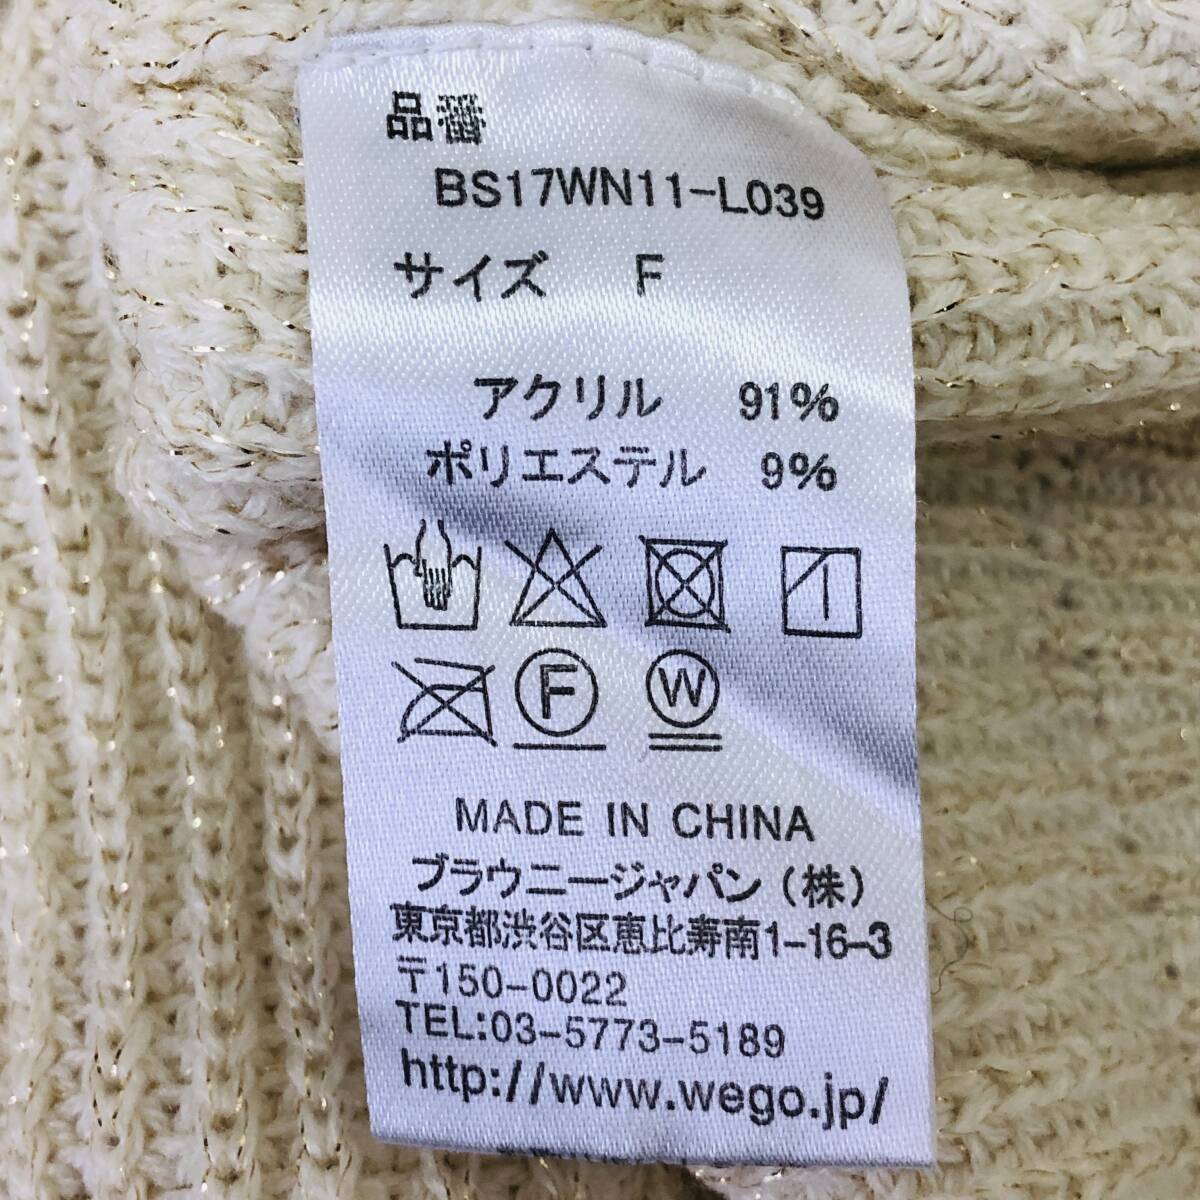 品番
BS17WN11-L039
サイズ F
アクリル 91%
ポリエステル 9%
F W
MADE IN CHINA
ブラウニージャパン(株)
東京都渋谷区恵比寿南1-16-3
〒150-0022
TEL:03-5773-5189
http://www.wego.jp/